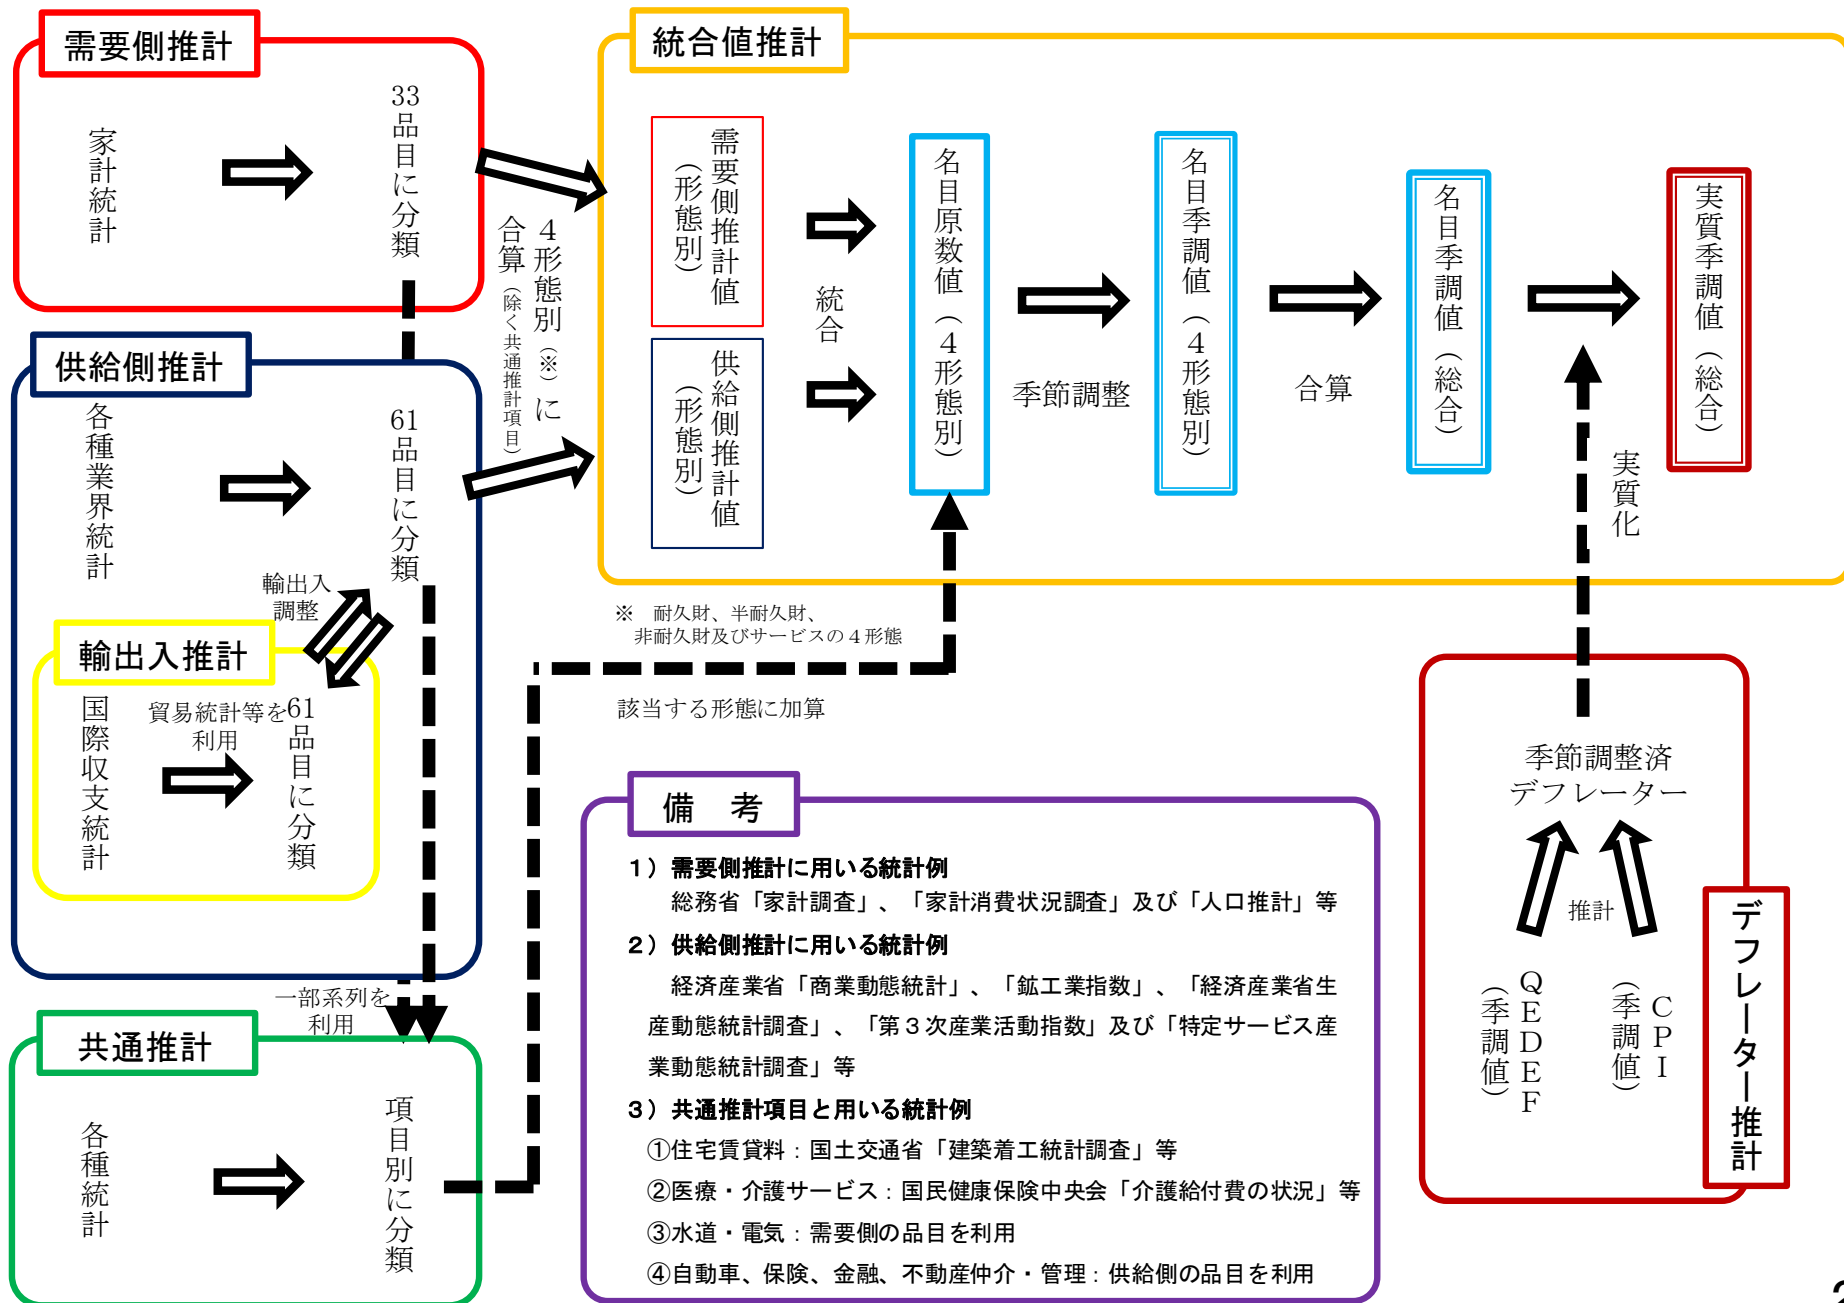 需要側推計
家計統計
33品目に分類
４形態別（※）に
合算（除く共通推計項目）
供給側推計
各種業界統計
61品目に分類
輸出入
調整
輸出入推計
国際収支統計
貿易統計等を
利用
61品目に分類
一部系列を
利用
共通推計
各種統計
項目別に分類
統合値推計
需要側推計値
（形態別）
供給側推計値
（形態別）
統合
名目原数値（４形態別）
季節調整
名目季調値（４形態別）
合算
名目季調値（総合）
実質化
実質季調値（総合）
※　耐久財、半耐久財、
非耐久財及びサービスの４形態
該当する形態に加算
デフレーター推計
季節調整済
デフレーター
推計
ＱＥＤＥＦ
（季調値）
ＣＰＩ
（季調値）
備　考
１）需要側推計に用いる統計例
総務省「家計調査」、「家計消費状況調査」及び「人口推計」等
２）供給側推計に用いる統計例
経済産業省「商業動態統計」、「鉱工業指数」、「経済産業省生
産動態統計調査」、「第３次産業活動指数」及び「特定サービス産
業動態統計調査」等
３）共通推計項目と用いる統計例
①住宅賃貸料：国土交通省「建築着工統計調査」等
②医療・介護サービス：国民健康保険中央会「介護給付費の状況」等
③水道・電気：需要側の品目を利用
④自動車、保険、金融、不動産仲介・管理：供給側の品目を利用